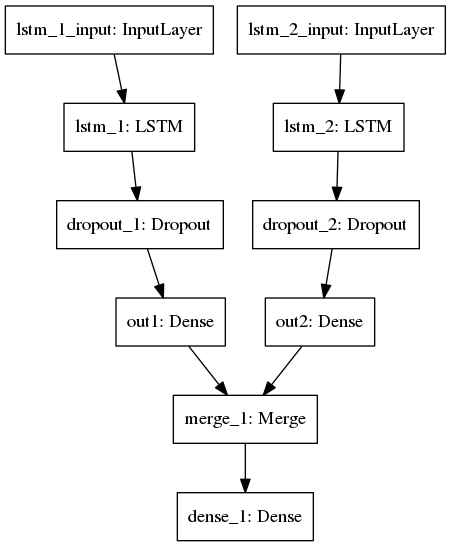 lstm_1_input: InputLayer
lstm_2_input: InputLayer
lstm_1: LSTM
lstm_2: LSTM
dropout_1: Dropout
dropout_2: Dropout
out1: Dense
out2: Dense
merge_1: Merge
dense_1: Dense